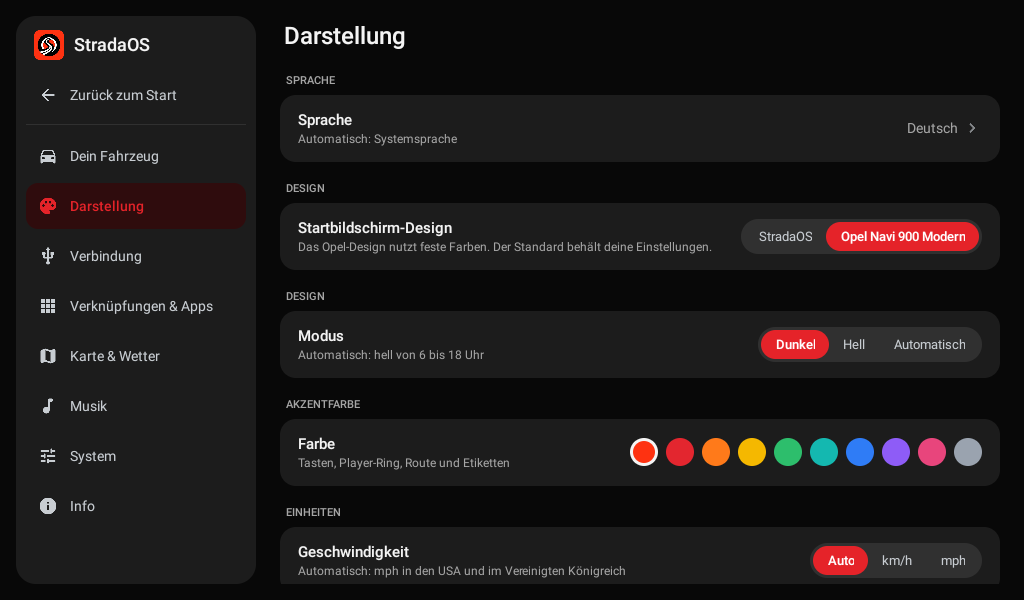 StradaOS
Zurück zum Start
Dein Fahrzeug
Darstellung
Verbindung
Verknüpfungen & Apps
Karte & Wetter
Musik
System
Info
Darstellung
SPRACHE
Sprache
Automatisch: Systemsprache
Deutsch
DESIGN
Startbildschirm-Design
Das Opel-Design nutzt feste Farben. Der Standard behält deine Einstellungen.
StradaOS
Opel Navi 900 Modern
DESIGN
Modus
Automatisch: hell von 6 bis 18 Uhr
Dunkel
Hell
Automatisch
AKZENTFARBE
Farbe
Tasten, Player-Ring, Route und Etiketten
EINHEITEN
Geschwindigkeit
Automatisch: mph in den USA und im Vereinigten Königreich
Auto
km/h
mph